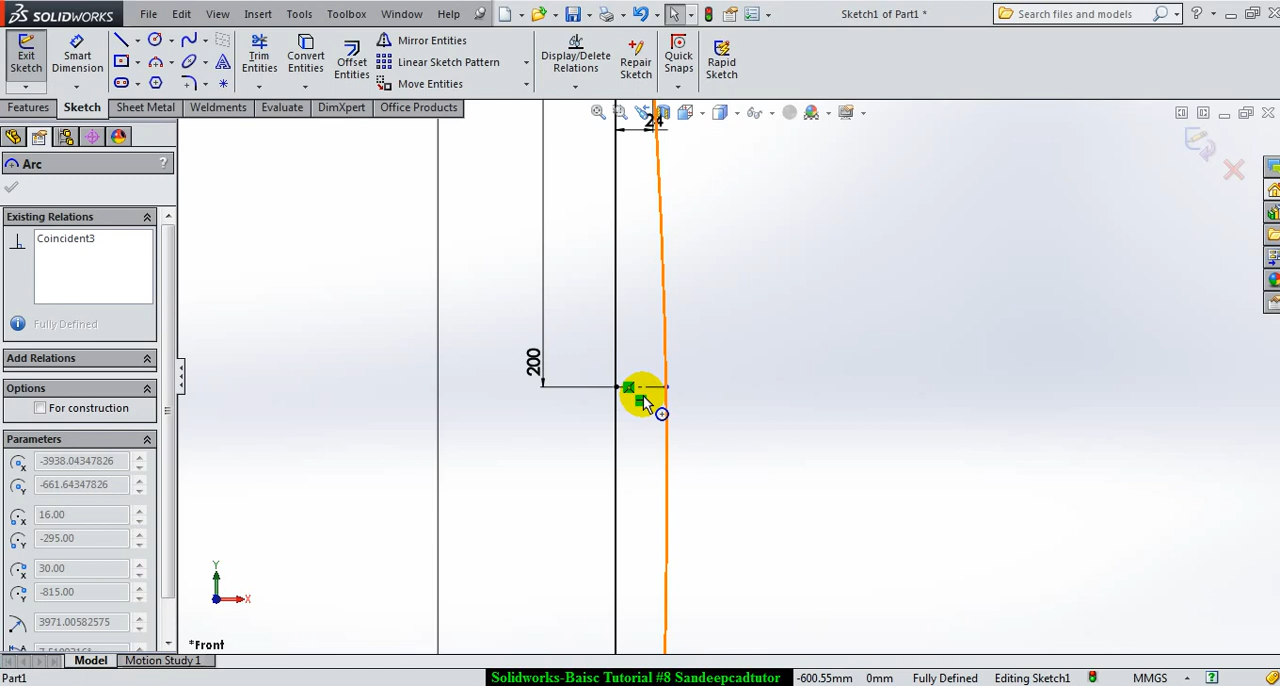 SOLIDWORKS File Edit View Insert Tools Toolbox Window Help Sketch1 of Part1 * Search files and models
Exit Sketch
Smart Dimension
Trim Entities
Convert Entities
Offset Entities
Mirror Entities
Linear Sketch Pattern
Move Entities
Display/Delete Relations
Repair Sketch
Quick Snaps
Rapid Sketch
Features Sketch Sheet Metal Weldments Evaluate DimXpert Office Products
Arc ?
Existing Relations
Coincident3
Fully Defined
Add Relations
Options
For construction
Parameters
-3938.04347826
-661.64347826
16.00
-295.00
30.00
-815.00
3971.00582575
24
200
Y
X
*Front
Model Motion Study 1
Part1 Solidworks-Baisc Tutorial #8 Sandeepcadtutor -600.55mm 0mm Fully Defined Editing Sketch1 MMGS ?